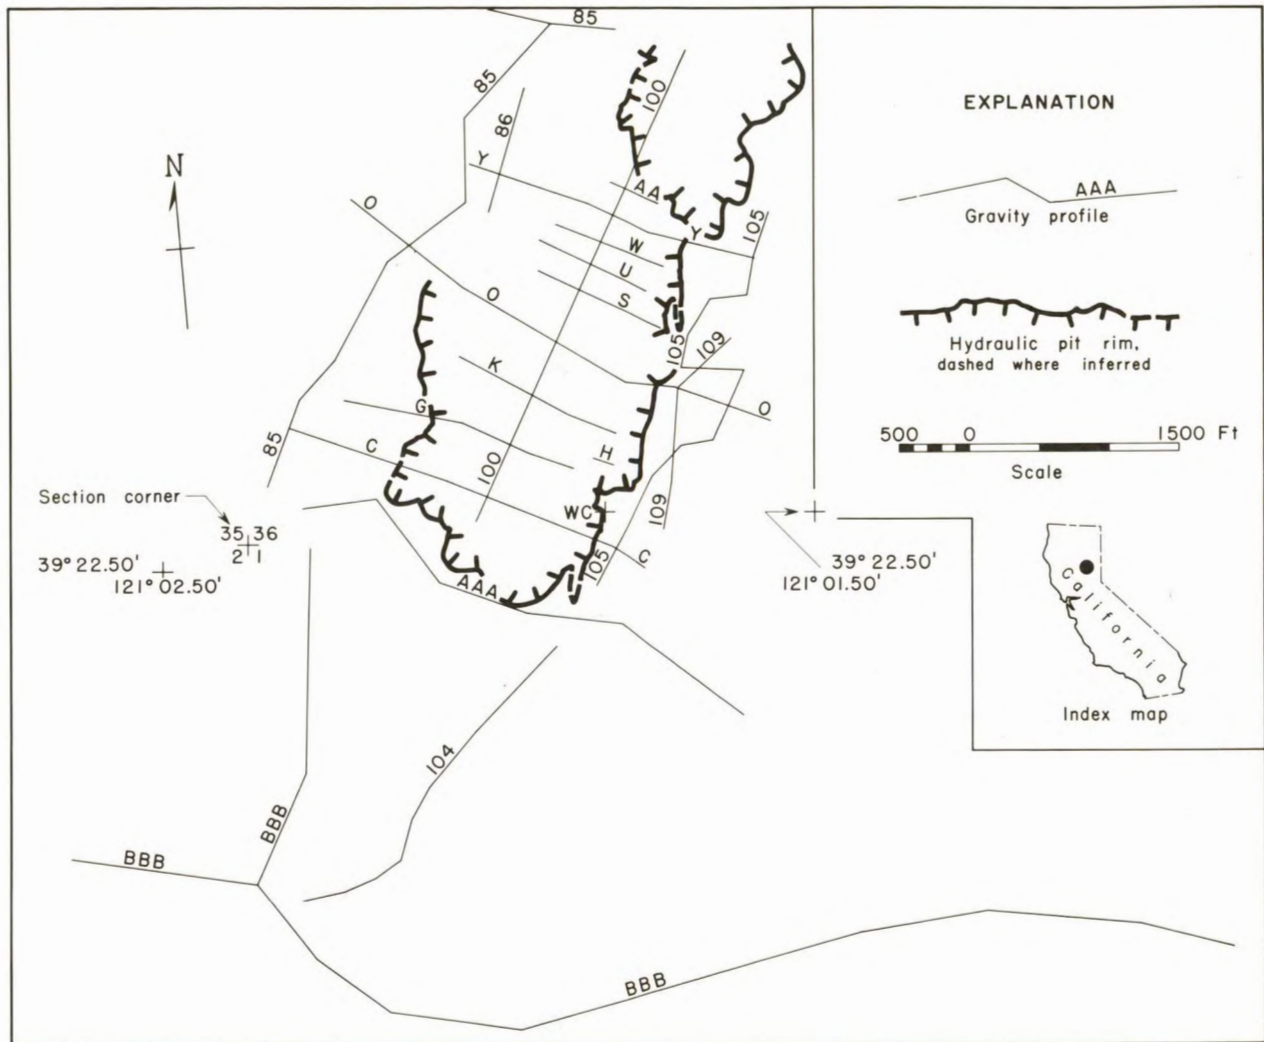 85
85
86
100
Y
N
O
AA
Y
105
W
U
S
O
105
109
K
G
O
85
C
H
100
WC
109
105
C
Section corner
35 36
2 1
39° 22.50'
121° 02.50'
AAA
39° 22.50'
121° 01.50'
104
BBB
BBB
BBB
EXPLANATION
AAA
Gravity profile
Hydraulic pit rim,
dashed where inferred
500 0 1500 Ft
Scale
California
Index map